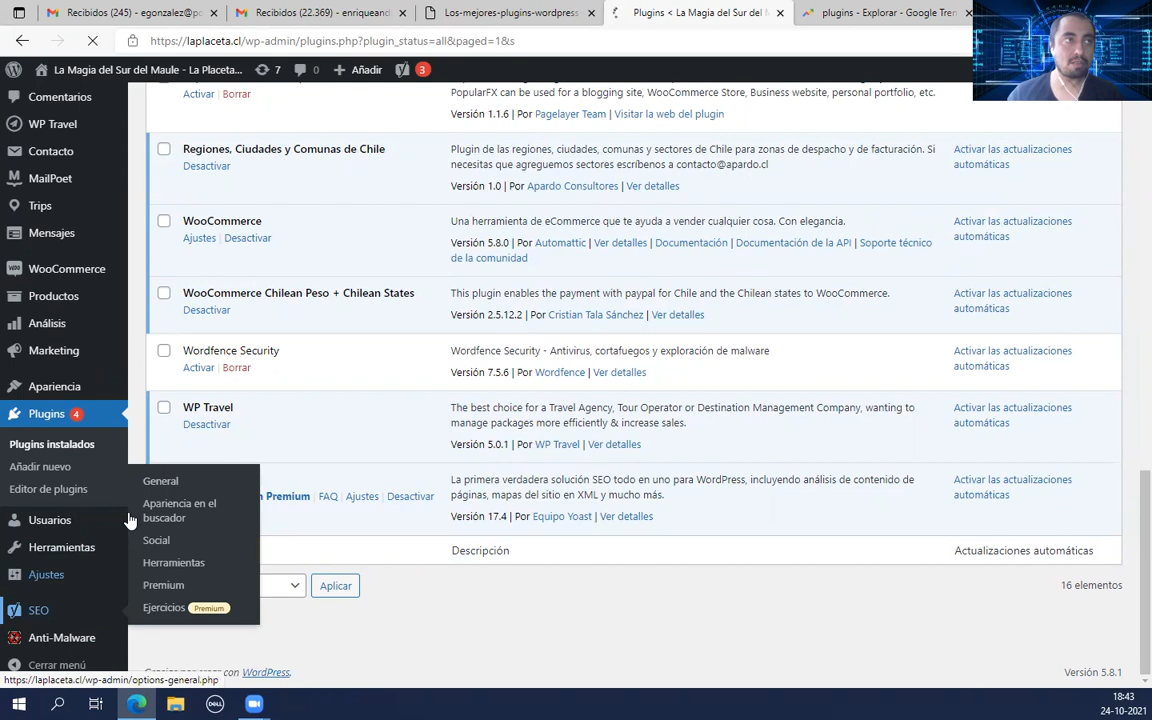 Recibidos (245) - egonzalez@p
Recibidos (22.369) - enriqueand
Los-mejores-plugins-wordpress
Plugins < La Magia del Sur del M
plugins - Explorar - Google Tren
https://laplaceta.cl/wp-admin/plugins.php?plugin_status=all&paged=1&s
La Magia del Sur del Maule - La Placeta...
7
0
Añadir
3
Comentarios
WP Travel
Contacto
MailPoet
Trips
Mensajes
WooCommerce
Productos
Análisis
Marketing
Apariencia
Plugins 4
Plugins instalados
Añadir nuevo
Editor de plugins
Usuarios
Herramientas
Ajustes
SEO
Anti-Malware
Cerrar menú
General
Apariencia en el
buscador
Social
Herramientas
Premium
Ejercicios Premium
Activar | Borrar
PopularFX can be used for a blogging site, WooCommerce Store, Business website, personal portfolio, etc.
Versión 1.1.6 | Por Pagelayer Team | Visitar la web del plugin
Regiones, Ciudades y Comunas de Chile
Desactivar
Plugin de las regiones, ciudades, comunas y sectores de Chile para zonas de despacho y de facturación. Si
necesitas que agreguemos sectores escríbenos a contacto@apardo.cl
Versión 1.0 | Por Apardo Consultores | Ver detalles
Activar las actualizaciones
automáticas
WooCommerce
Ajustes | Desactivar
Una herramienta de eCommerce que te ayuda a vender cualquier cosa. Con elegancia.
Versión 5.8.0 | Por Automattic | Ver detalles | Documentación | Documentación de la API | Soporte técnico
de la comunidad
Activar las actualizaciones
automáticas
WooCommerce Chilean Peso + Chilean States
Desactivar
This plugin enables the payment with paypal for Chile and the Chilean states to WooCommerce.
Versión 2.5.12.2 | Por Cristian Tala Sánchez | Ver detalles
Activar las actualizaciones
automáticas
Wordfence Security
Activar | Borrar
Wordfence Security - Antivirus, cortafuegos y exploración de malware
Versión 7.5.6 | Por Wordfence | Ver detalles
Activar las actualizaciones
automáticas
WP Travel
Desactivar
The best choice for a Travel Agency, Tour Operator or Destination Management Company, wanting to
manage packages more efficiently & increase sales.
Versión 5.0.1 | Por WP Travel | Ver detalles
Activar las actualizaciones
automáticas
Premium | FAQ | Ajustes | Desactivar
La primera verdadera solución SEO todo en uno para WordPress, incluyendo análisis de contenido de
páginas, mapas del sitio en XML y mucho más.
Versión 17.4 | Por Equipo Yoast | Ver detalles
Activar las actualizaciones
automáticas
Descripción
Actualizaciones automáticas
Aplicar
16 elementos
con WordPress.
Versión 5.8.1
https://laplaceta.cl/wp-admin/options-general.php
DELL
18:43
24-10-2021